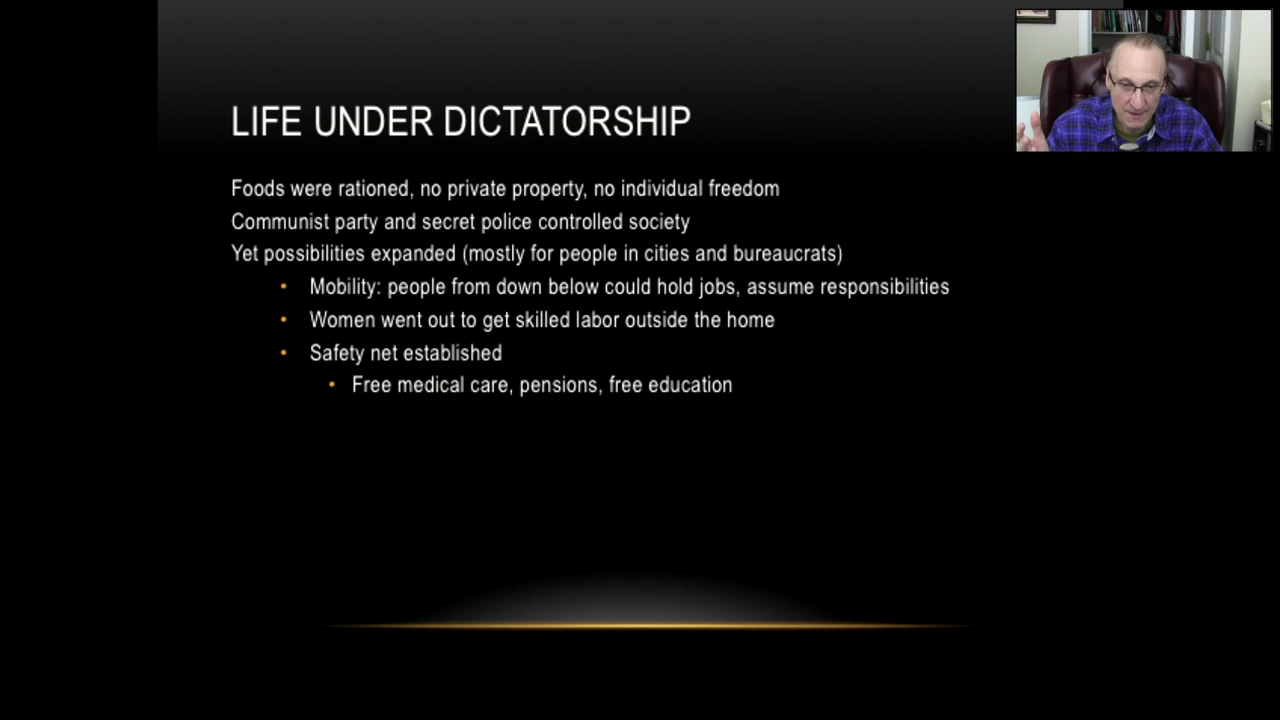 LIFE UNDER DICTATORSHIP
Foods were rationed, no private property, no individual freedom
Communist party and secret police controlled society
Yet possibilities expanded (mostly for people in cities and bureaucrats)
• Mobility: people from down below could hold jobs, assume responsibilities
• Women went out to get skilled labor outside the home
• Safety net established
• Free medical care, pensions, free education